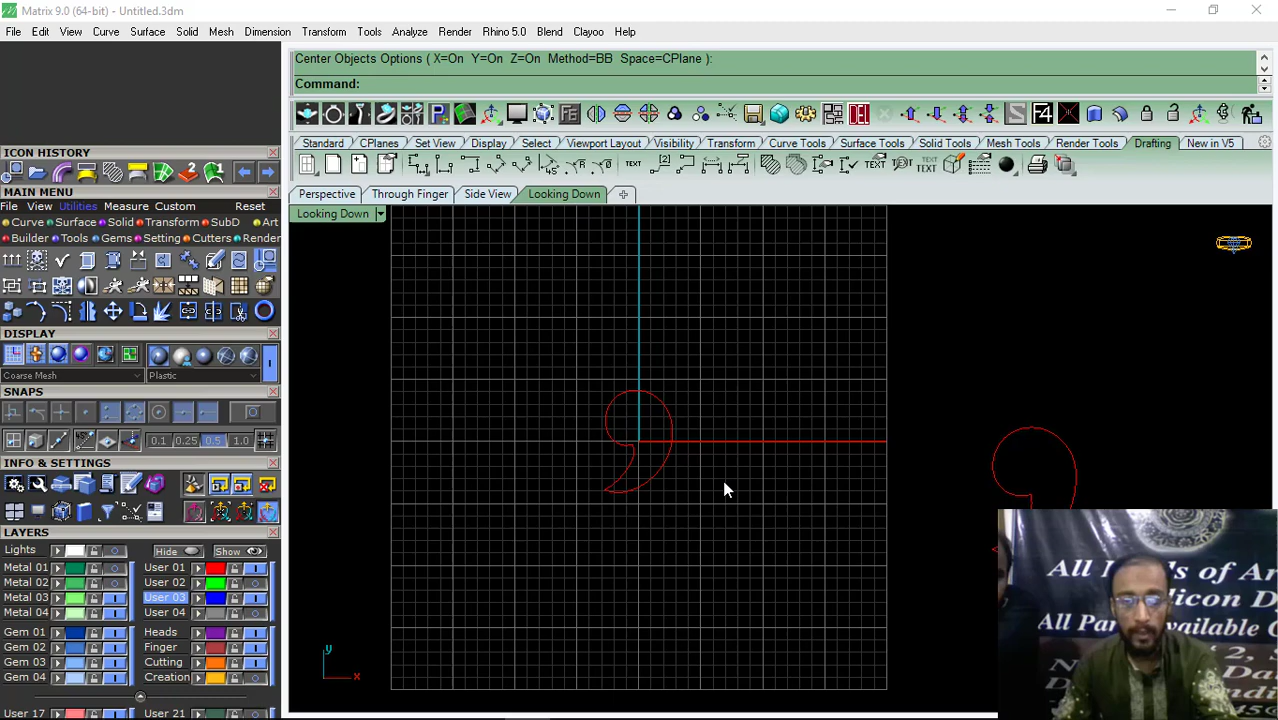 Matrix 9.0 (64-bit) - Untitled.3dm
File Edit View Curve Surface Solid Mesh Dimension Transform Tools Analyze Render Rhino 5.0 Blend Clayoo Help
Center Objects Options ( X=On Y=On Z=On Method=BB Space=CPlane ):
Command:
Standard CPlanes Set View Display Select Viewport Layout Visibility Transform Curve Tools Surface Tools Solid Tools Mesh Tools Render Tools Drafting New in V5
Perspective Through Finger Side View Looking Down
Looking Down
ICON HISTORY
MAIN MENU
File View Utilities Measure Custom Reset
Curve Surface Solid Transform SubD Art
Builder Tools Gems Setting Cutters Render
DISPLAY
Coarse Mesh Plastic
SNAPS
0.1 0.25 0.5 1.0
INFO & SETTINGS
LAYERS
Lights Hide Show
Metal 01 User 01
Metal 02 User 02
Metal 03 User 03
Metal 04 User 04
Gem 01 Heads
Gem 02 Finger
Gem 03 Cutting
Gem 04 Creation
User 17 User 21
y
x
All
of Ar
All Par
vailable